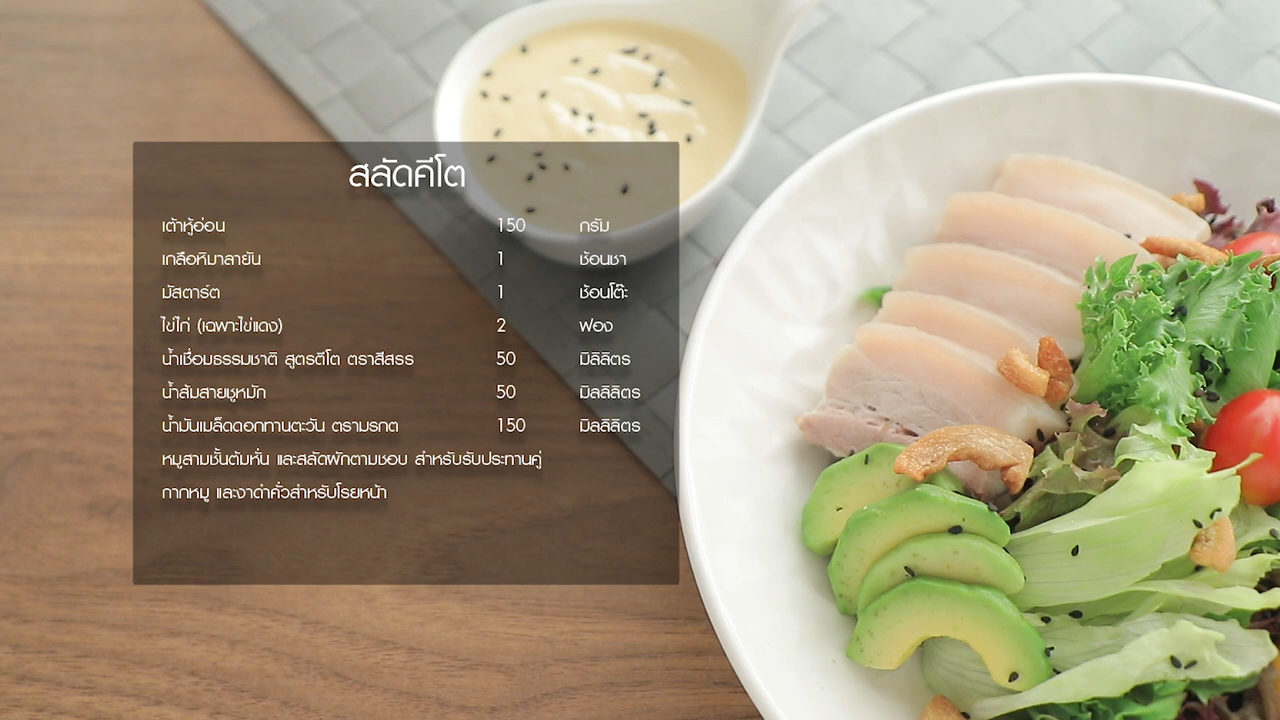 สลัดคีโต
เต้าหู้อ่อน 150 กรัม
เกลือหิมาลายัน 1 ช้อนชา
มัสตาร์ต 1 ช้อนโต๊ะ
ไข่ไก่ (เฉพาะไข่แดง) 2 ฟอง
น้ำเชื่อมธรรมชาติ สูตรตีโต ตราสีสรร 50 มิลิลิตร
น้ำส้มสายชูหมัก 50 มิลลิลิตร
น้ำมันเมล็ดดอกทานตะวัน ตรามรกต 150 มิลลิลิตร
หมูสามชั้นต้มหั่น และสลัดผักตามชอบ สำหรับรับประทานคู่
กากหมู และงาดำคั่วสำหรับโรยหน้า